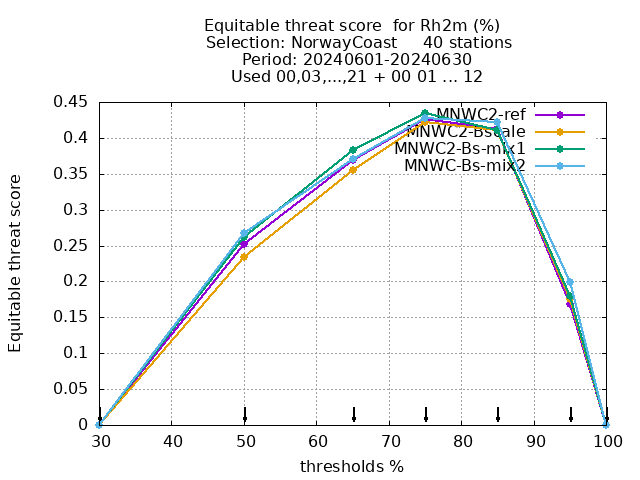 Equitable threat score  for Rh2m (%)
Selection: NorwayCoast     40 stations
Period: 20240601-20240630
Used 00,03,...,21 + 00 01 ... 12
Equitable threat score
0.45
0.4
0.35
0.3
0.25
0.2
0.15
0.1
0.05
0
MNWC2-ref
MNWC2-Bscale
MNWC2-Bs-mix1
MNWC-Bs-mix2
30 40 50 60 70 80 90 100
thresholds %